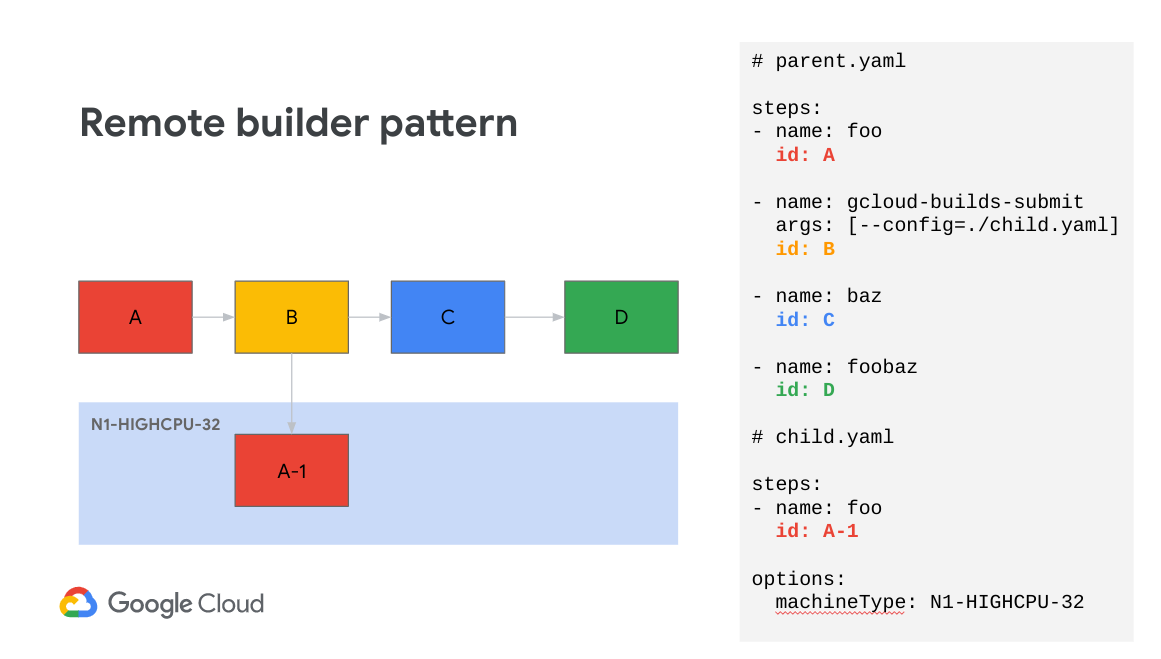 Remote builder pattern
A
B
C
D
N1-HIGHCPU-32
A-1
Google Cloud
# parent.yaml
steps:
- name: foo
id: A
- name: gcloud-builds-submit
args: [--config=./child.yaml]
id: B
- name: baz
id: C
- name: foobaz
id: D
# child.yaml
steps:
- name: foo
id: A-1
options:
machineType: N1-HIGHCPU-32